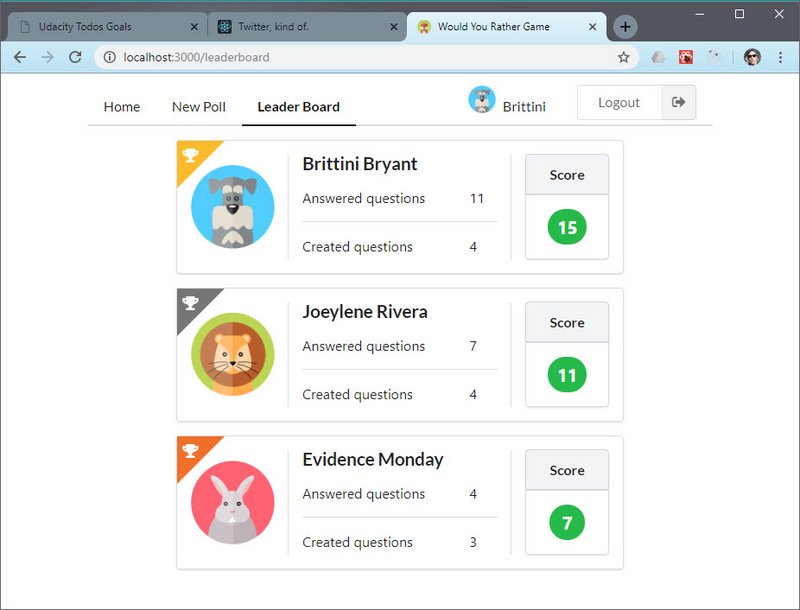 Udacity Todos Goals
Twitter, kind of.
Would You Rather Game
localhost:3000/leaderboard
Home New Poll Leader Board Brittini Logout
Brittini Bryant
Answered questions 11
Created questions 4
Score
15
Joeylene Rivera
Answered questions 7
Created questions 4
Score
11
Evidence Monday
Answered questions 4
Created questions 3
Score
7